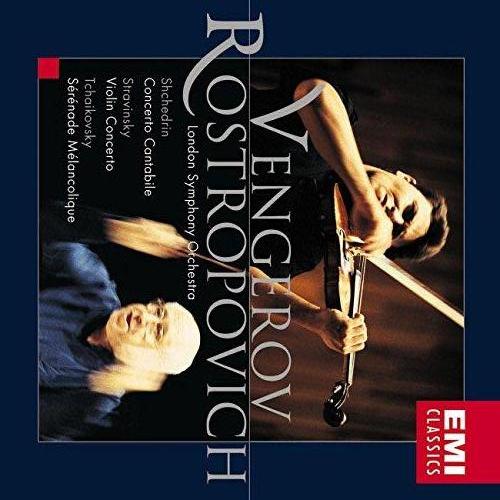 VENGEROV
ROSTROPOVICH
London Symphony Orchestra
Shchedrin
Concerto Cantabile
Stravinsky
Violin Concerto
Tchaikovsky
Sérénade Mélancolique
EMI
CLASSICS